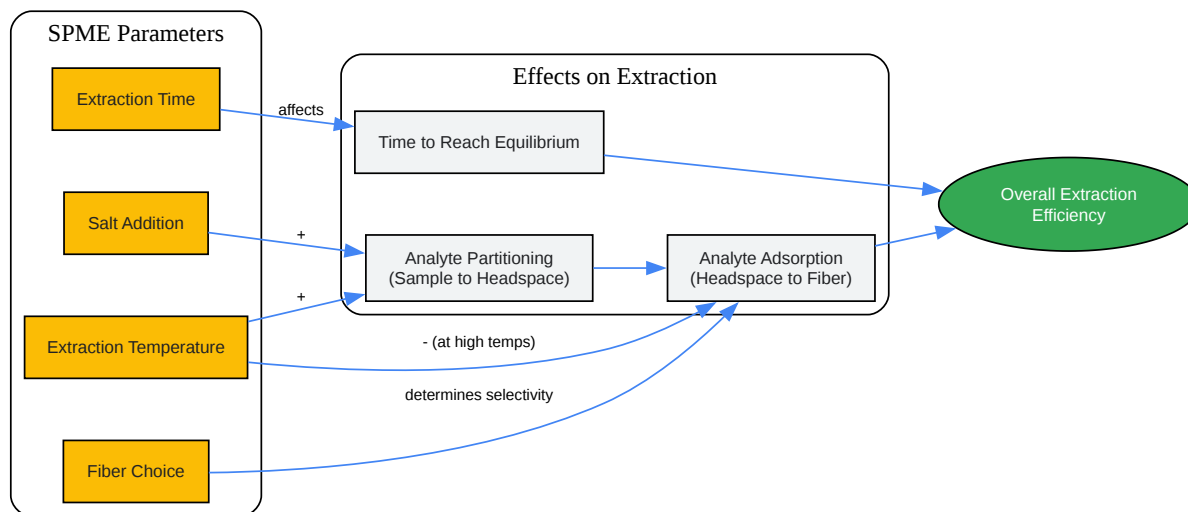 SPME Parameters
Extraction Time
Salt Addition
Extraction Temperature
Fiber Choice
affects
+
+
- (at high temps)
determines selectivity
Effects on Extraction
Time to Reach Equilibrium
Analyte Partitioning
(Sample to Headspace)
Analyte Adsorption
(Headspace to Fiber)
Overall Extraction
Efficiency